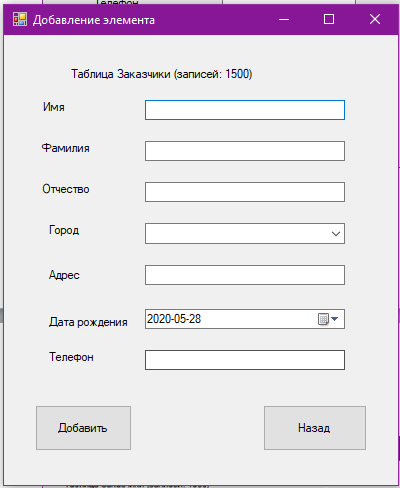 Телефон
Добавление элемента
Таблица Заказчики (записей: 1500)
Имя
Фамилия
Отчество
Город
Адрес
Дата рождения 2020-05-28
Телефон
Добавить Назад